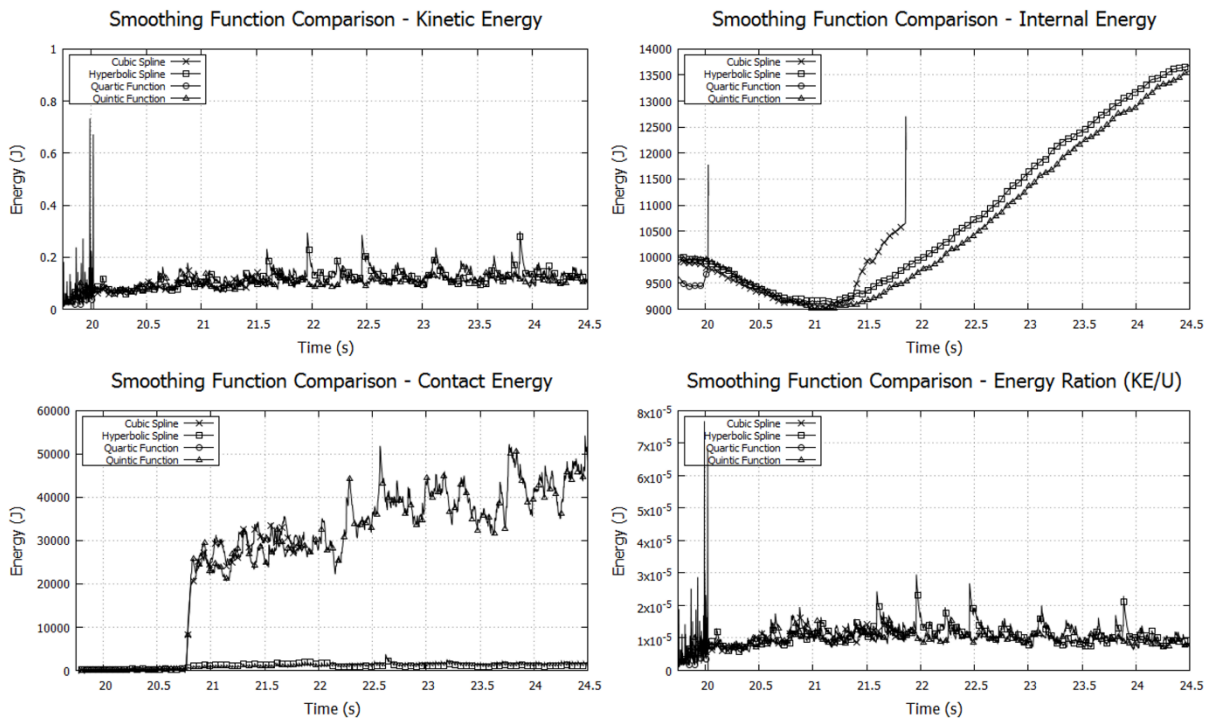 Smoothing Function Comparison - Kinetic Energy
1
0.8
0.6
0.4
0.2
0
Energy (J)
Cubic Spline
Hyperbolic Spline
Quartic Function
Quintic Function
20 20.5 21 21.5 22 22.5 23 23.5 24 24.5
Time (s)
Smoothing Function Comparison - Internal Energy
14000
13500
13000
12500
12000
11500
11000
10500
10000
9500
9000
Energy (J)
Cubic Spline
Hyperbolic Spline
Quartic Function
Quintic Function
20 20.5 21 21.5 22 22.5 23 23.5 24 24.5
Time (s)
Smoothing Function Comparison - Contact Energy
60000
50000
40000
30000
20000
10000
0
Energy (J)
Cubic Spline
Hyperbolic Spline
Quartic Function
Quintic Function
20 20.5 21 21.5 22 22.5 23 23.5 24 24.5
Time (s)
Smoothing Function Comparison - Energy Ration (KE/U)
8x10⁻⁵
7x10⁻⁵
6x10⁻⁵
5x10⁻⁵
4x10⁻⁵
3x10⁻⁵
2x10⁻⁵
1x10⁻⁵
0
Energy (J)
Cubic Spline
Hyperbolic Spline
Quartic Function
Quintic Function
20 20.5 21 21.5 22 22.5 23 23.5 24 24.5
Time (s)